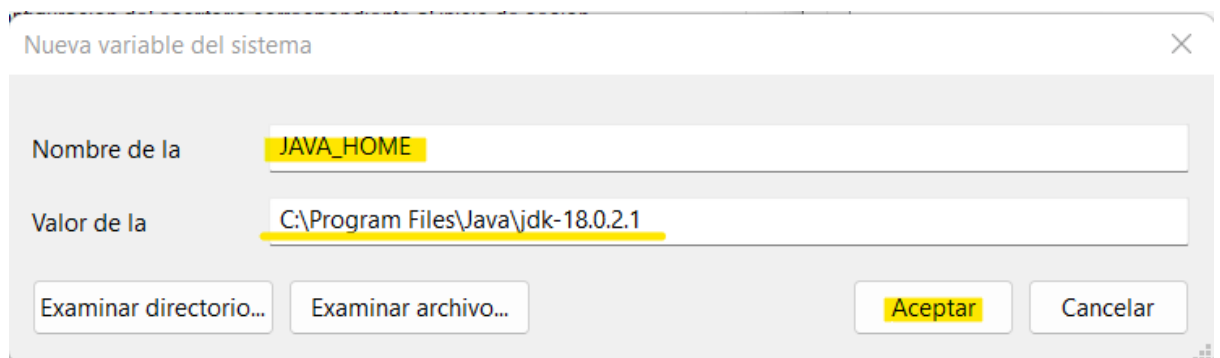 Nueva variable del sistema
Nombre de la
JAVA_HOME
Valor de la
C:\Program Files\Java\jdk-18.0.2.1
Examinar directorio...
Examinar archivo...
Aceptar
Cancelar